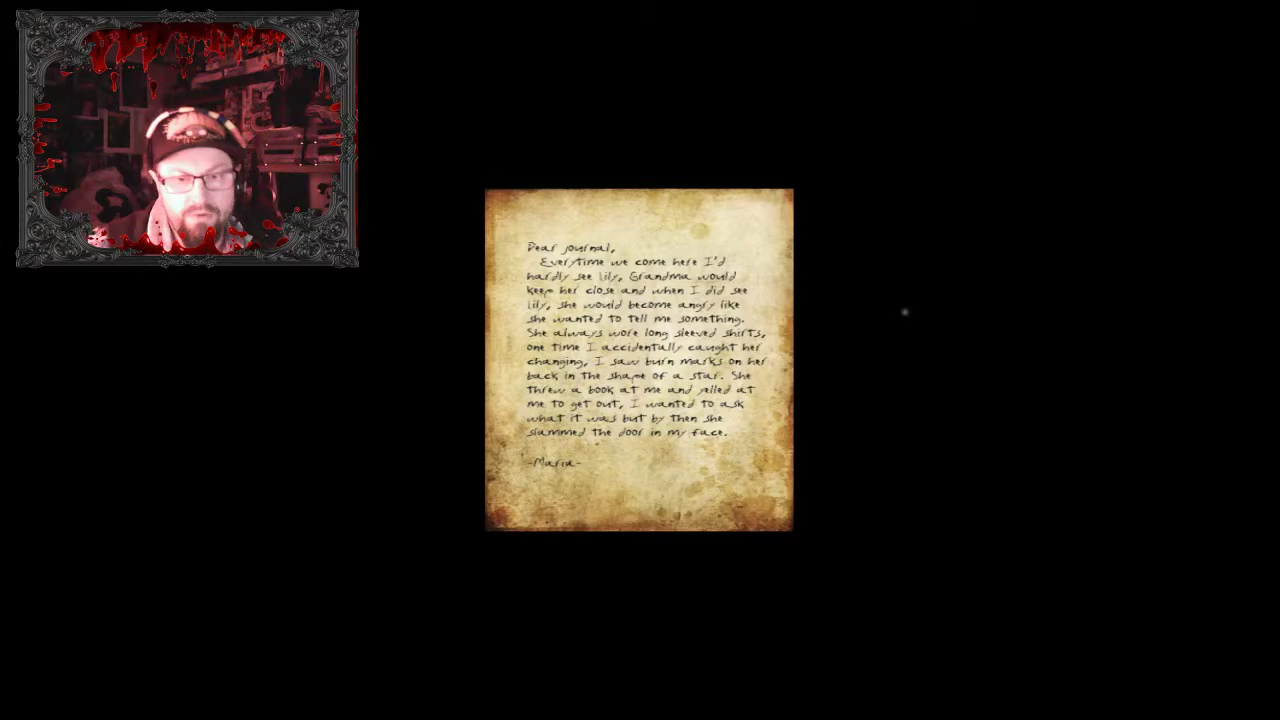 Dear journal,
Everytime we come here I'd
hardly see lily, Grandma would
keep her close and when I did see
lily, she would become angry like
she wanted to tell me something.
She always wore long sleeved shirts,
one time I accidentally caught her
changing, I saw burn marks on her
back in the shape of a star. She
threw a book at me and yelled at
me to get out, I wanted to ask
what it was but by then she
slammed the door in my face.
-Maria-